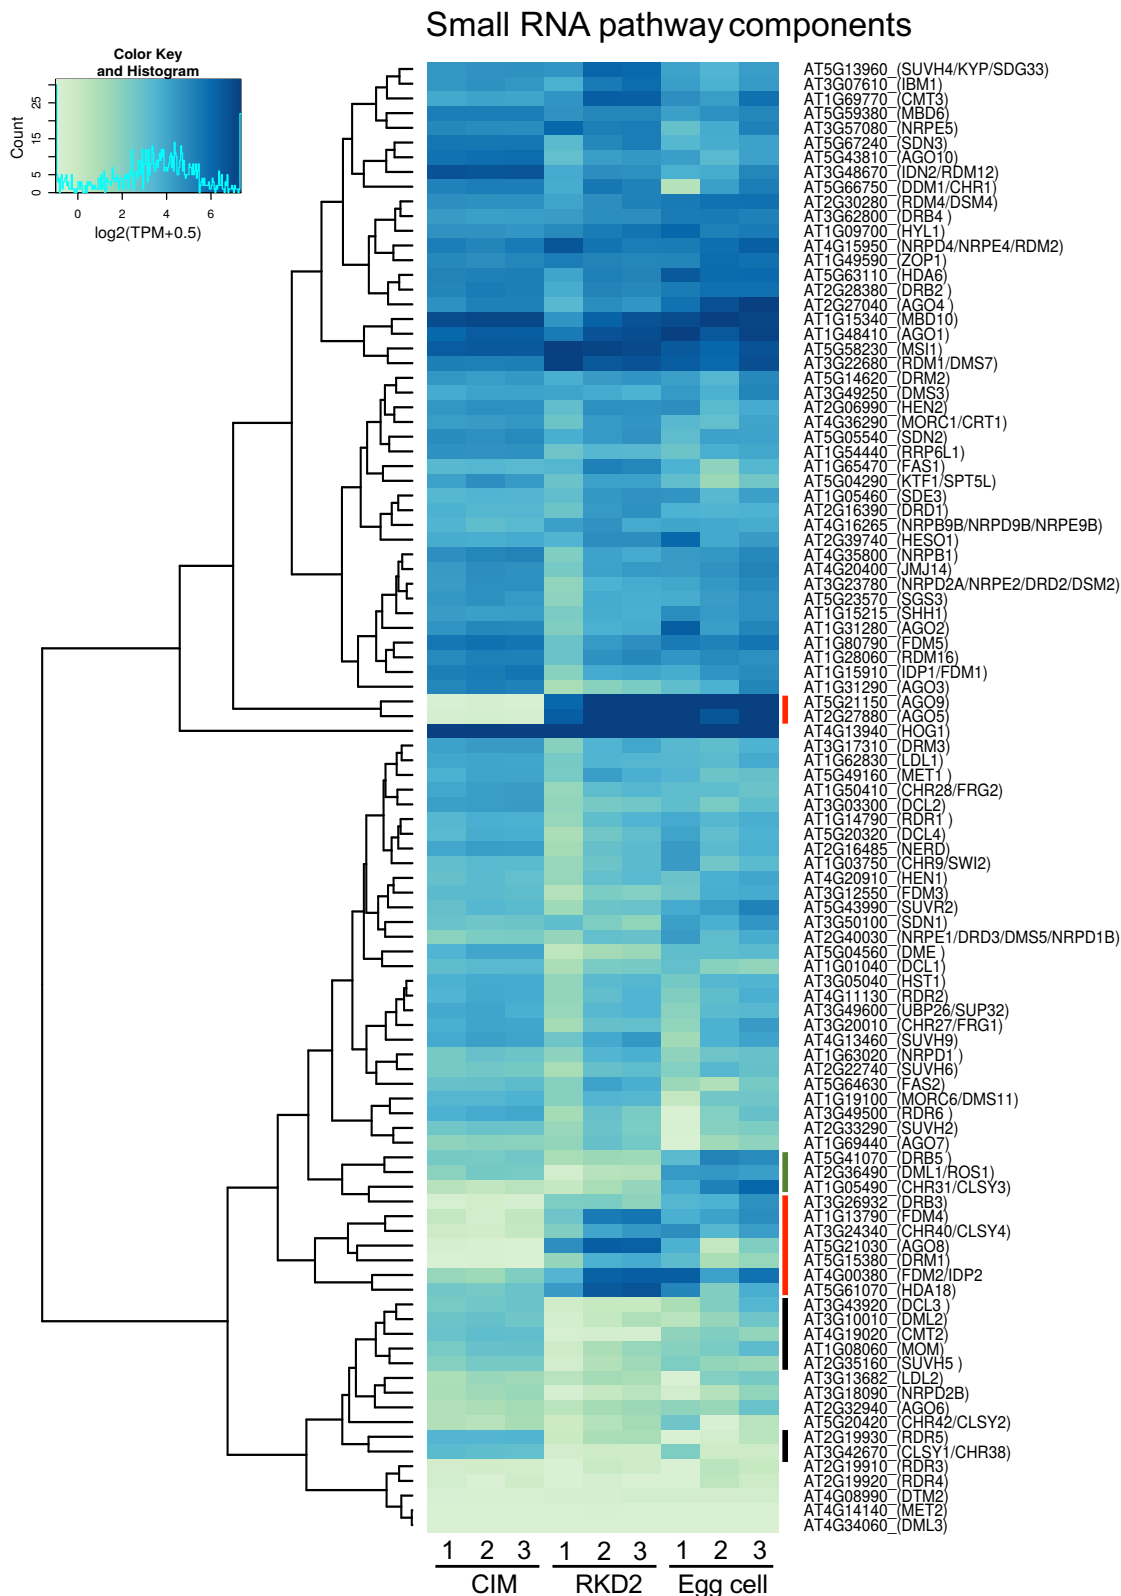 Small RNA pathway components
Color Key
and Histogram
Count
0 5 15 25
0 2 4 6
log2(TPM+0.5)
AT5G13960_(SUVH4/KYP/SDG33)
AT3G07610_(IBM1)
AT1G69770_(CMT3)
AT5G59380_(MBD6)
AT3G57080_(NRPE5)
AT5G67240_(SDN3)
AT5G43810_(AGO10)
AT3G48670_(IDN2/RDM12)
AT5G66750_(DDM1/CHR1)
AT2G30280_(RDM4/DSM4)
AT3G62800_(DRB4 )
AT1G09700_(HYL1)
AT4G15950_(NRPD4/NRPE4/RDM2)
AT1G49590_(ZOP1)
AT5G63110_(HDA6)
AT2G28380_(DRB2 )
AT2G27040_(AGO4 )
AT1G15340_(MBD10)
AT1G48410_(AGO1)
AT5G58230_(MSI1)
AT3G22680_(RDM1/DMS7)
AT5G14620_(DRM2)
AT3G49250_(DMS3)
AT2G06990_(HEN2)
AT4G36290_(MORC1/CRT1)
AT5G05540_(SDN2)
AT1G54440_(RRP6L1)
AT1G65470_(FAS1)
AT5G04290_(KTF1/SPT5L)
AT1G05460_(SDE3)
AT2G16390_(DRD1)
AT4G16265_(NRPB9B/NRPD9B/NRPE9B)
AT2G39740_(HESO1)
AT4G35800_(NRPB1)
AT4G20400_(JMJ14)
AT3G23780_(NRPD2A/NRPE2/DRD2/DSM2)
AT5G23570_(SGS3)
AT1G15215_(SHH1)
AT1G31280_(AGO2)
AT1G80790_(FDM5)
AT1G28060_(RDM16)
AT1G15910_(IDP1/FDM1)
AT1G31290_(AGO3)
AT5G21150_(AGO9)
AT2G27880_(AGO5)
AT4G13940_(HOG1)
AT3G17310_(DRM3)
AT1G62830_(LDL1)
AT5G49160_(MET1 )
AT1G50410_(CHR28/FRG2)
AT3G03300_(DCL2)
AT1G14790_(RDR1 )
AT5G20320_(DCL4)
AT2G16485_(NERD)
AT1G03750_(CHR9/SWI2)
AT4G20910_(HEN1)
AT3G12550_(FDM3)
AT5G43990_(SUVR2)
AT3G50100_(SDN1)
AT2G40030_(NRPE1/DRD3/DMS5/NRPD1B)
AT5G04560_(DME )
AT1G01040_(DCL1)
AT3G05040_(HST1)
AT4G11130_(RDR2)
AT3G49600_(UBP26/SUP32)
AT3G20010_(CHR27/FRG1)
AT4G13460_(SUVH9)
AT1G63020_(NRPD1 )
AT2G22740_(SUVH6)
AT5G64630_(FAS2)
AT1G19100_(MORC6/DMS11)
AT3G49500_(RDR6 )
AT2G33290_(SUVH2)
AT1G69440_(AGO7)
AT5G41070_(DRB5 )
AT2G36490_(DML1/ROS1)
AT1G05490_(CHR31/CLSY3)
AT3G26932_(DRB3)
AT1G13790_(FDM4)
AT3G24340_(CHR40/CLSY4)
AT5G21030_(AGO8)
AT5G15380_(DRM1)
AT4G00380_(FDM2/IDP2
AT5G61070_(HDA18)
AT3G43920_(DCL3 )
AT3G10010_(DML2)
AT4G19020_(CMT2)
AT1G08060_(MOM)
AT2G35160_(SUVH5 )
AT3G13682_(LDL2)
AT3G18090_(NRPD2B)
AT2G32940_(AGO6)
AT5G20420_(CHR42/CLSY2)
AT2G19930_(RDR5)
AT3G42670_(CLSY1/CHR38)
AT2G19910_(RDR3)
AT2G19920_(RDR4)
AT4G08990_(DTM2)
AT4G14140_(MET2)
AT4G34060_(DML3)
1 2 3 1 2 3 1 2 3
CIM RKD2 Egg cell